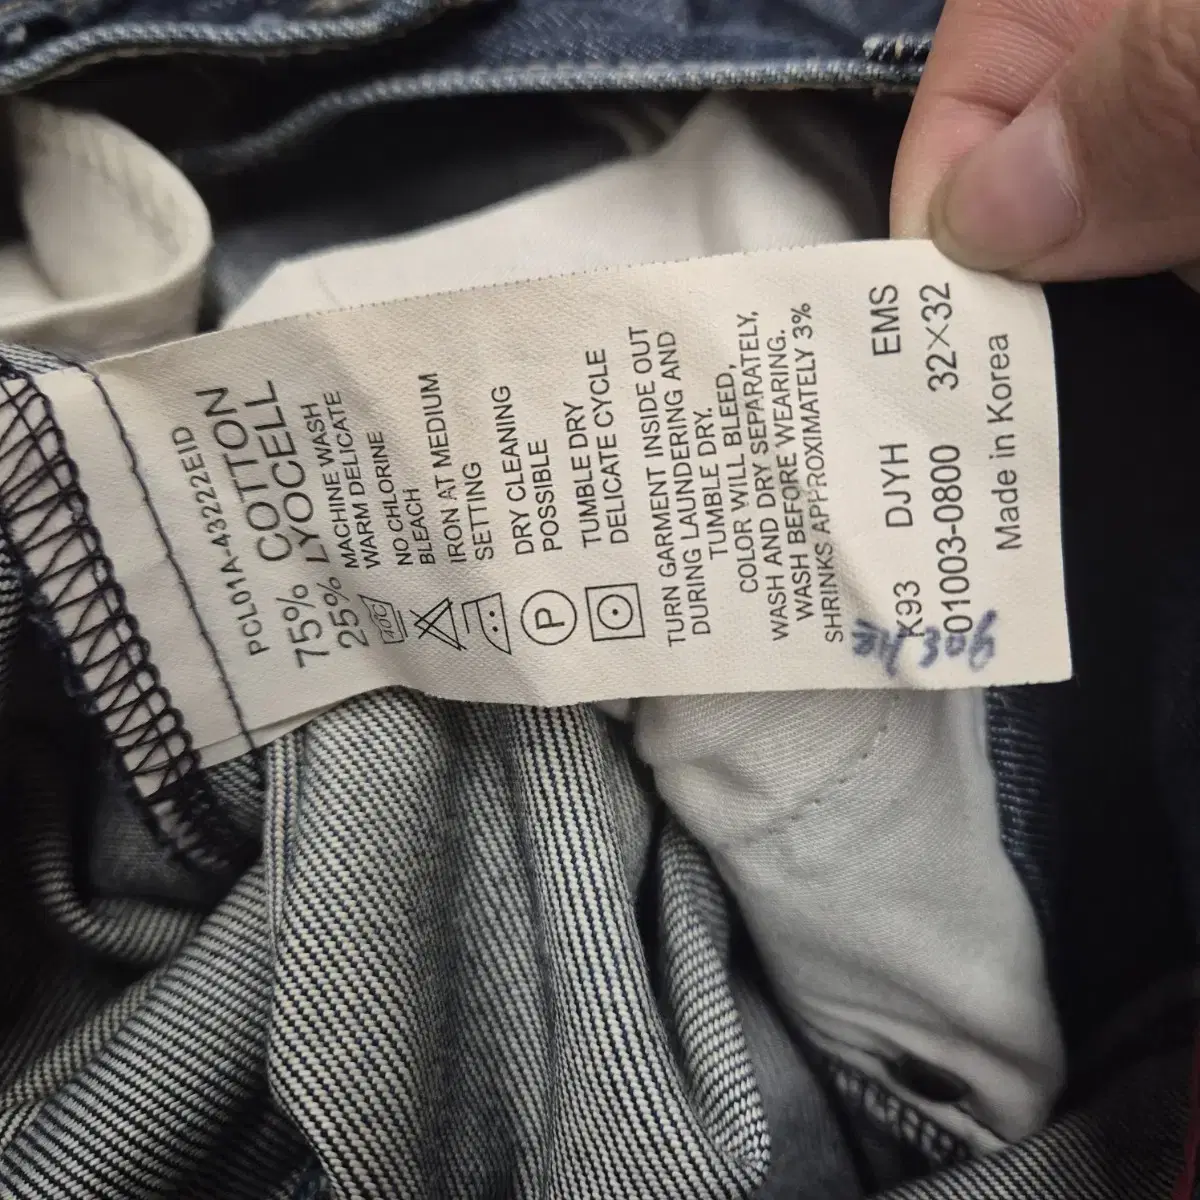 PCL01A-43222EID
75% COTTON
25% LYOCELL
MACHINE WASH
WARM DELICATE
40C
NO CHLORINE
BLEACH
IRON AT MEDIUM
SETTING
P
DRY CLEANING
POSSIBLE
TUMBLE DRY
DELICATE CYCLE
TURN GARMENT INSIDE OUT
DURING LAUNDERING AND
TUMBLE DRY.
COLOR WILL BLEED,
WASH AND DRY SEPARATELY,
WASH BEFORE WEARING.
SHRINKS APPROXIMATELY 3%
K93 DJYH EMS
01003-0800 32×32
Made in Korea